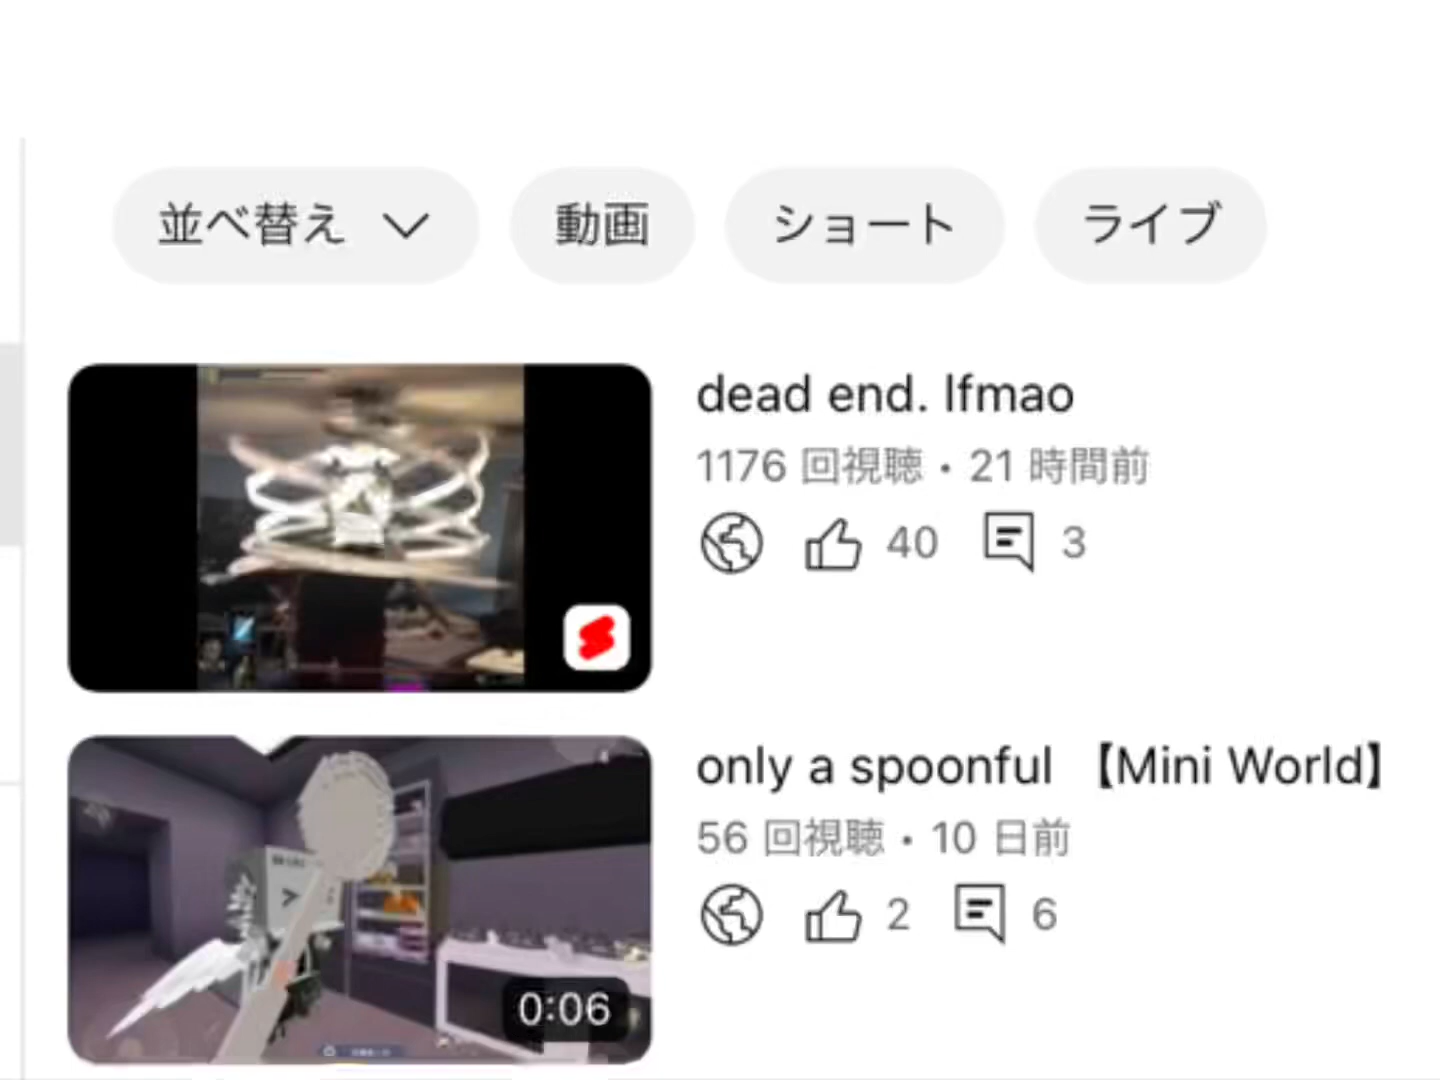 並べ替え
動画
ショート
ライブ
dead end. lfmao
1176 回視聴・21 時間前
40
3
only a spoonful 【Mini World】
56 回視聴・10 日前
2
6
0:06